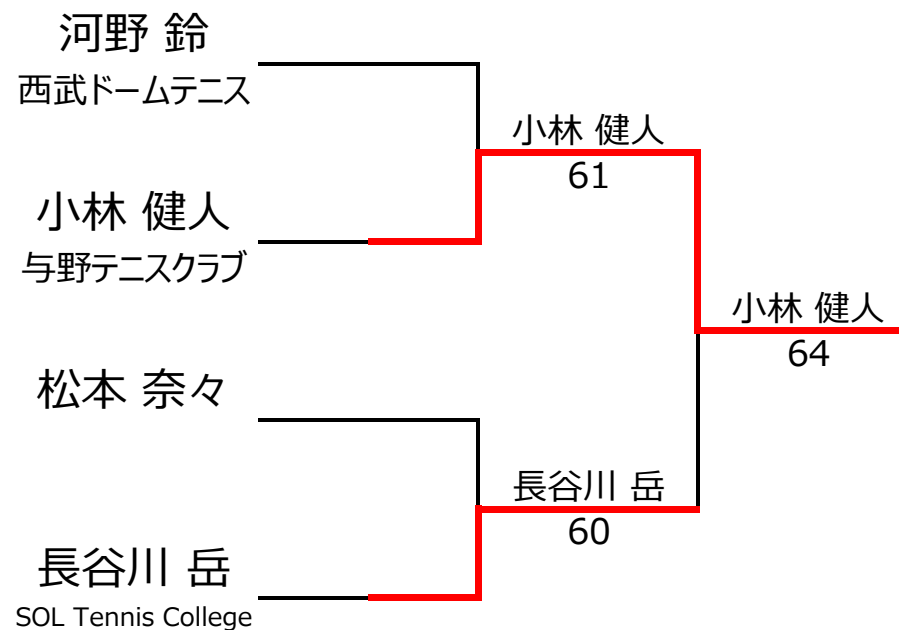 河野 鈴
西武ドームテニス
小林 健人
61
小林 健人
与野テニスクラブ
小林 健人
64
松本 奈々
長谷川 岳
60
長谷川 岳
SOL Tennis College